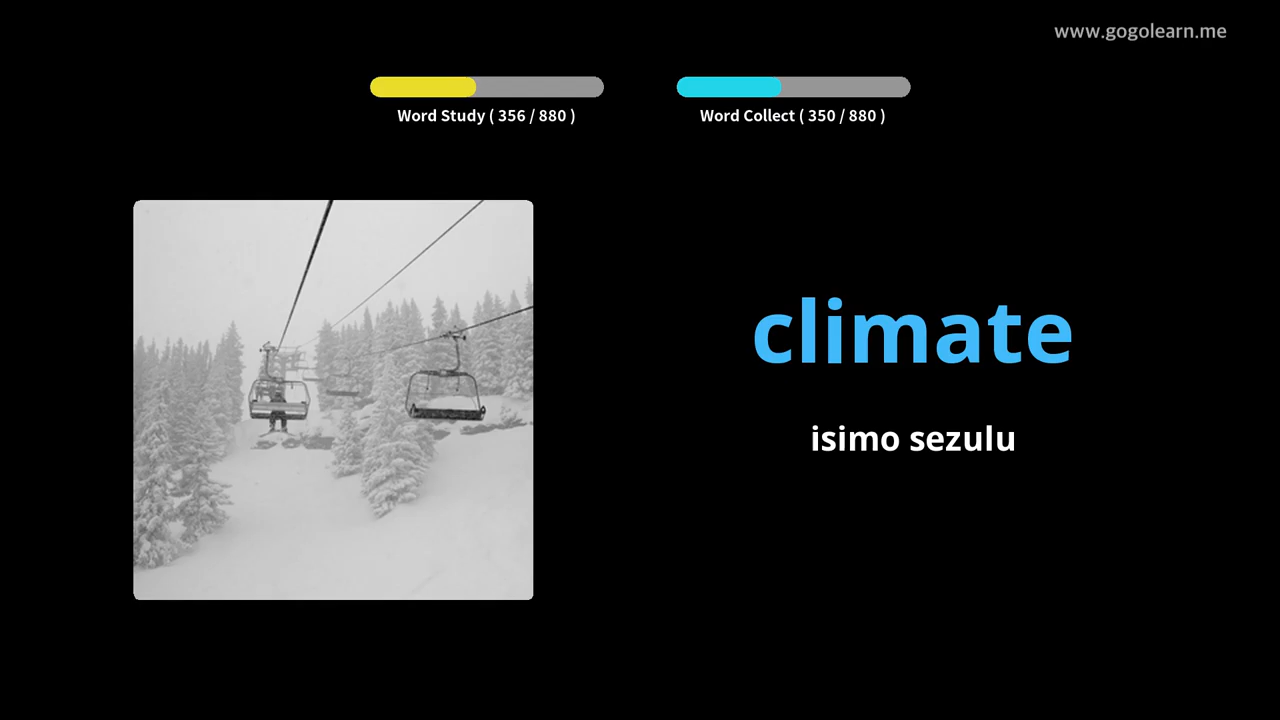 www.gogolearn.me
Word Study ( 356 / 880 )
Word Collect ( 350 / 880 )
climate
isimo sezulu